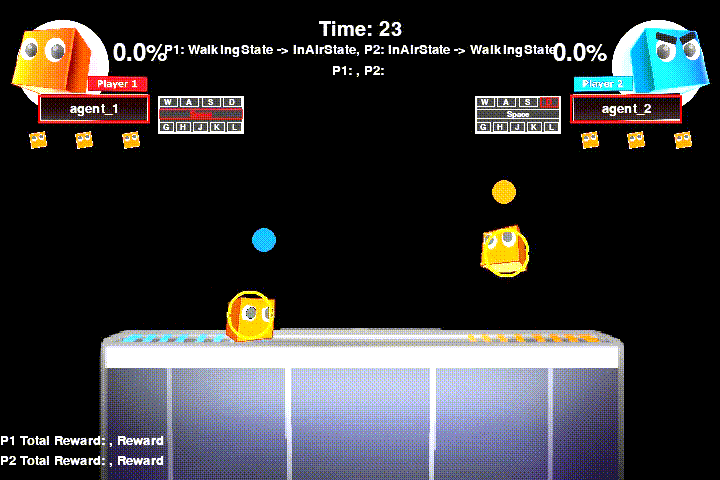 Time: 23
0.0%
P1: WalkingState -> InAirState, P2: InAirState -> WalkingState
0.0%
P1: , P2:
Player 1
Player 2
agent_1
agent_2
W A S D
G H J K L
W A S
Space
G H J K L
P1 Total Reward: , Reward
P2 Total Reward: , Reward